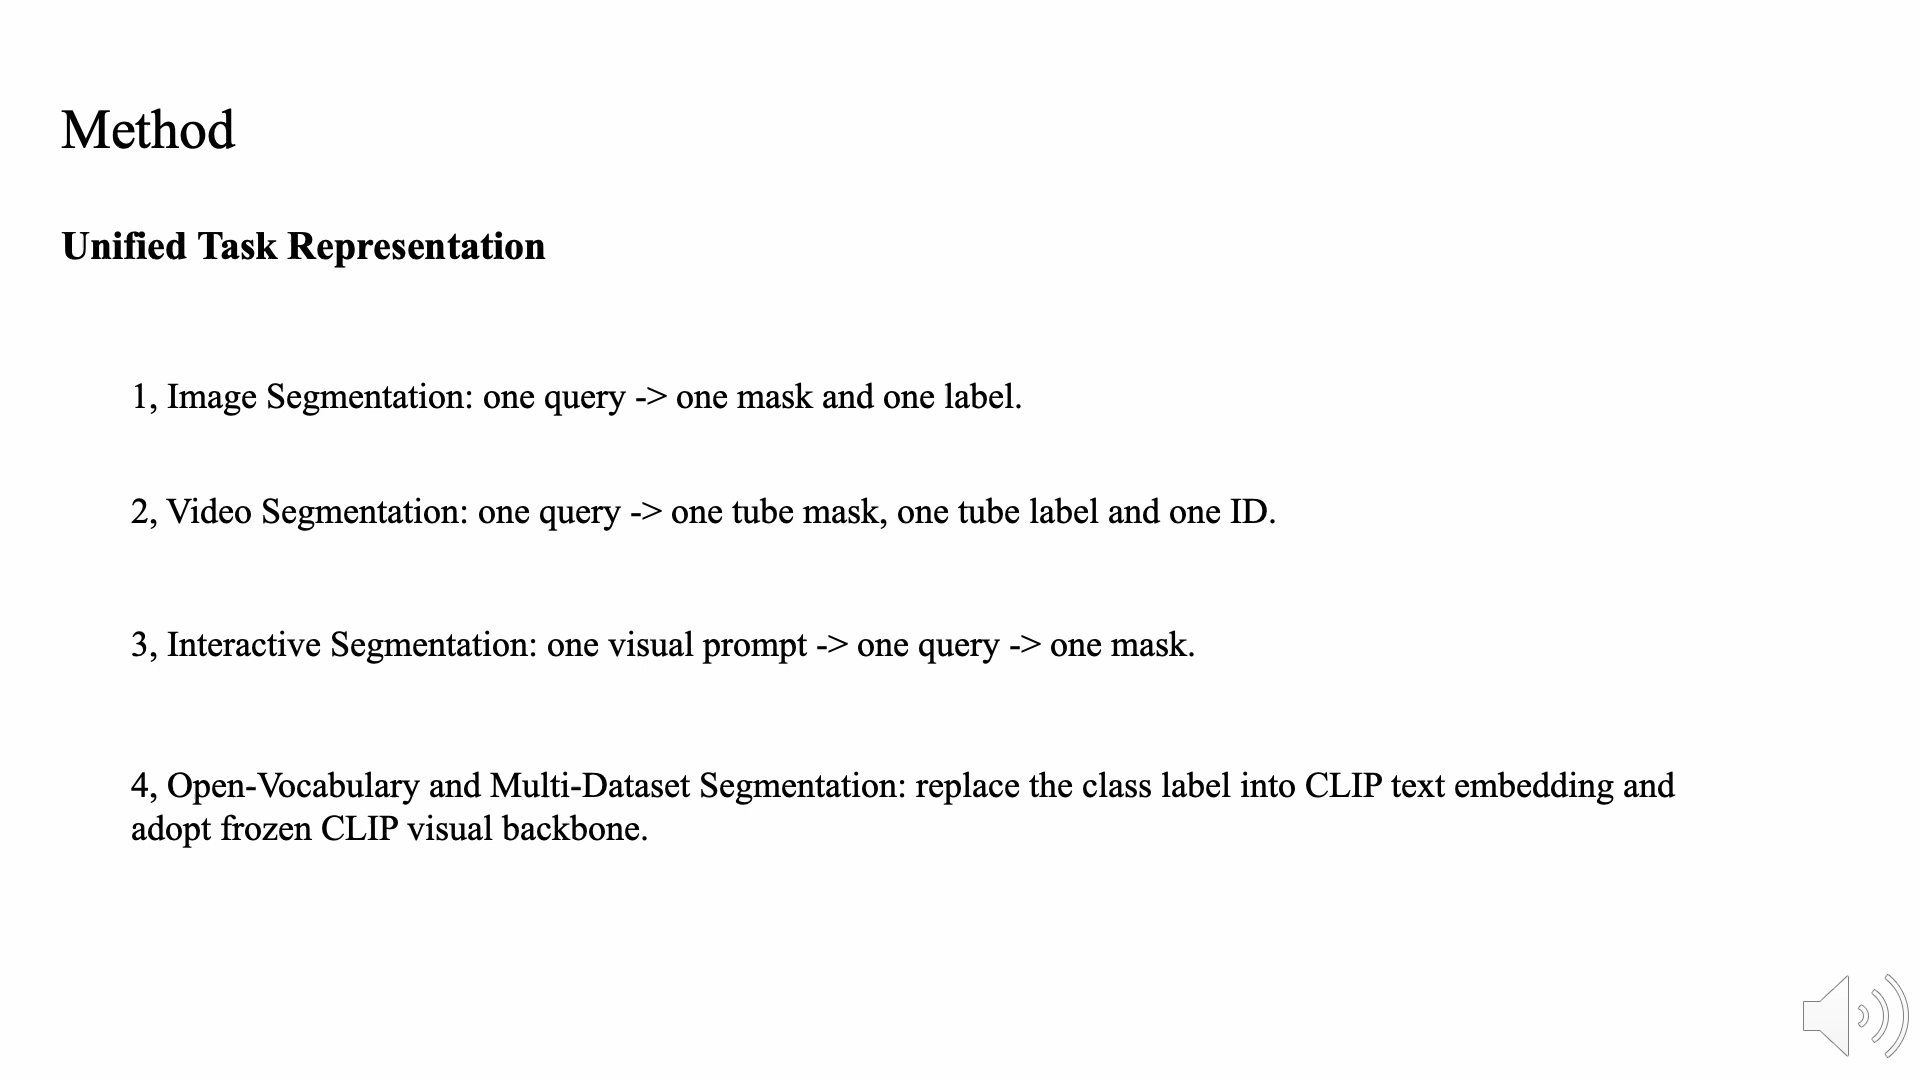 Method
Unified Task Representation
1, Image Segmentation: one query -> one mask and one label.
2, Video Segmentation: one query -> one tube mask, one tube label and one ID.
3, Interactive Segmentation: one visual prompt -> one query -> one mask.
4, Open-Vocabulary and Multi-Dataset Segmentation: replace the class label into CLIP text embedding and
adopt frozen CLIP visual backbone.